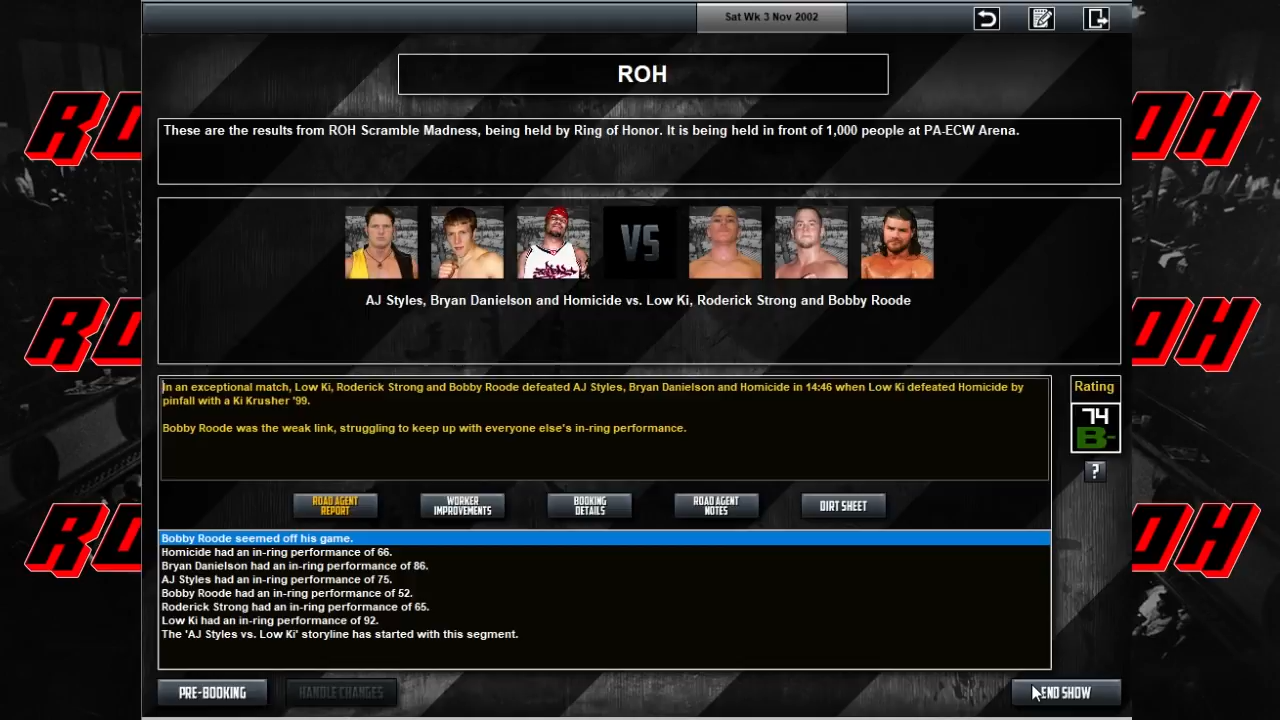 Sat Wk 3 Nov 2002
ROH
These are the results from ROH Scramble Madness, being held by Ring of Honor. It is being held in front of 1,000 people at PA-ECW Arena.
VS
AJ Styles, Bryan Danielson and Homicide vs. Low Ki, Roderick Strong and Bobby Roode
In an exceptional match, Low Ki, Roderick Strong and Bobby Roode defeated AJ Styles, Bryan Danielson and Homicide in 14:46 when Low Ki defeated Homicide by
pinfall with a Ki Krusher '99.
Bobby Roode was the weak link, struggling to keep up with everyone else's in-ring performance.
Rating
74
B-
?
ROAD AGENT
REPORT
WORKER
IMPROVEMENTS
BOOKING
DETAILS
ROAD AGENT
NOTES
DIRT SHEET
Bobby Roode seemed off his game.
Homicide had an in-ring performance of 66.
Bryan Danielson had an in-ring performance of 86.
AJ Styles had an in-ring performance of 75.
Bobby Roode had an in-ring performance of 52.
Roderick Strong had an in-ring performance of 65.
Low Ki had an in-ring performance of 92.
The 'AJ Styles vs. Low Ki' storyline has started with this segment.
PRE-BOOKING
HANDLE CHANGES
END SHOW
RO
OH
RO
OH
RO
OH